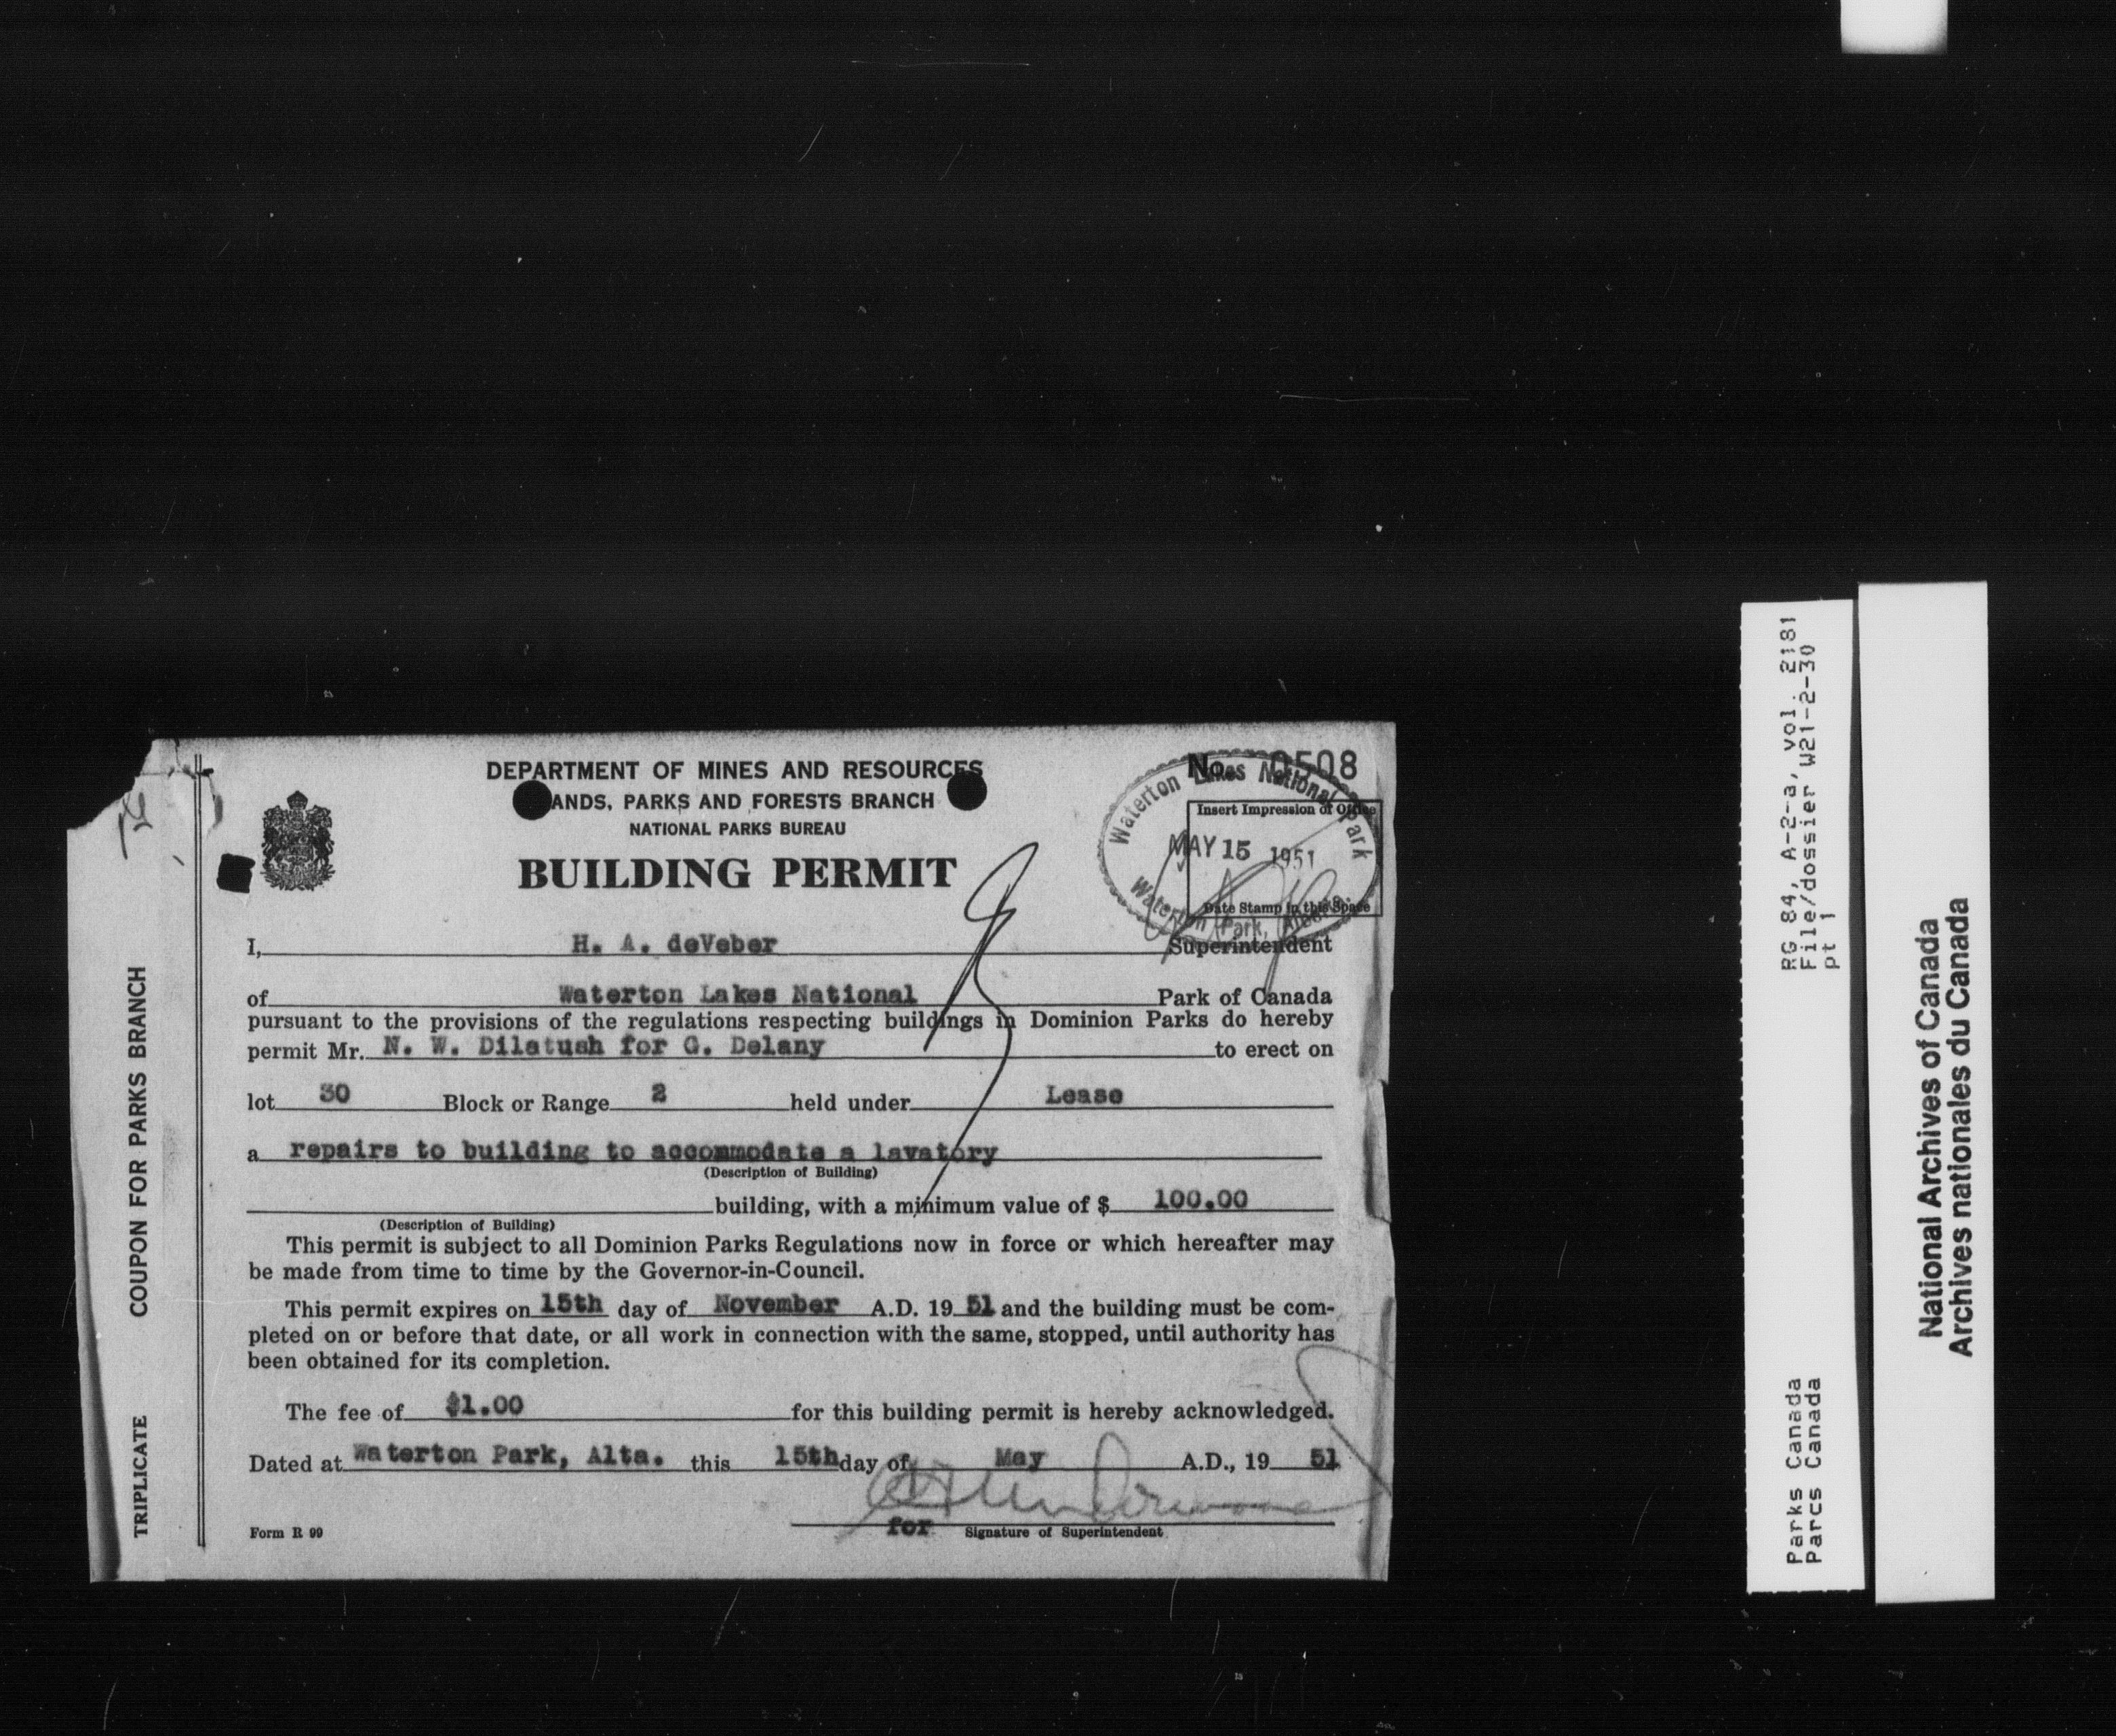 DEPARTMENT OF MINES AND RESOURCES
ANDS, PARKS AND FORESTS BRANCH
NATIONAL PARKS BUREAU
BUILDING PERMIT
No. 0508
Waterton Lakes National Park
Insert Impression of Office
MAY 15 1951
Date Stamp in this Space
Waterton Park, Alberta.
I, H. A. deVeber Superintendent
of Waterton Lakes National Park of Canada
pursuant to the provisions of the regulations respecting buildings in Dominion Parks do hereby
permit Mr. N. W. Dilatush for G. Delany to erect on
lot 30 Block or Range 2 held under Lease
a repairs to building to accommodate a lavatory
(Description of Building)
building, with a minimum value of $ 100.00
(Description of Building)
This permit is subject to all Dominion Parks Regulations now in force or which hereafter may
be made from time to time by the Governor-in-Council.
This permit expires on 15th day of November A.D. 19 51 and the building must be com-
pleted on or before that date, or all work in connection with the same, stopped, until authority has
been obtained for its completion.
The fee of $1.00 for this building permit is hereby acknowledged.
Dated at Waterton Park, Alta. this 15th day of May A.D., 19 51
for Signature of Superintendent
Form R 99
TRIPLICATE COUPON FOR PARKS BRANCH
RG 84, A-2-a, vol. 2181
File/dossier W21-2-30
pt 1
Parks Canada
Parcs Canada
National Archives of Canada
Archives nationales du Canada